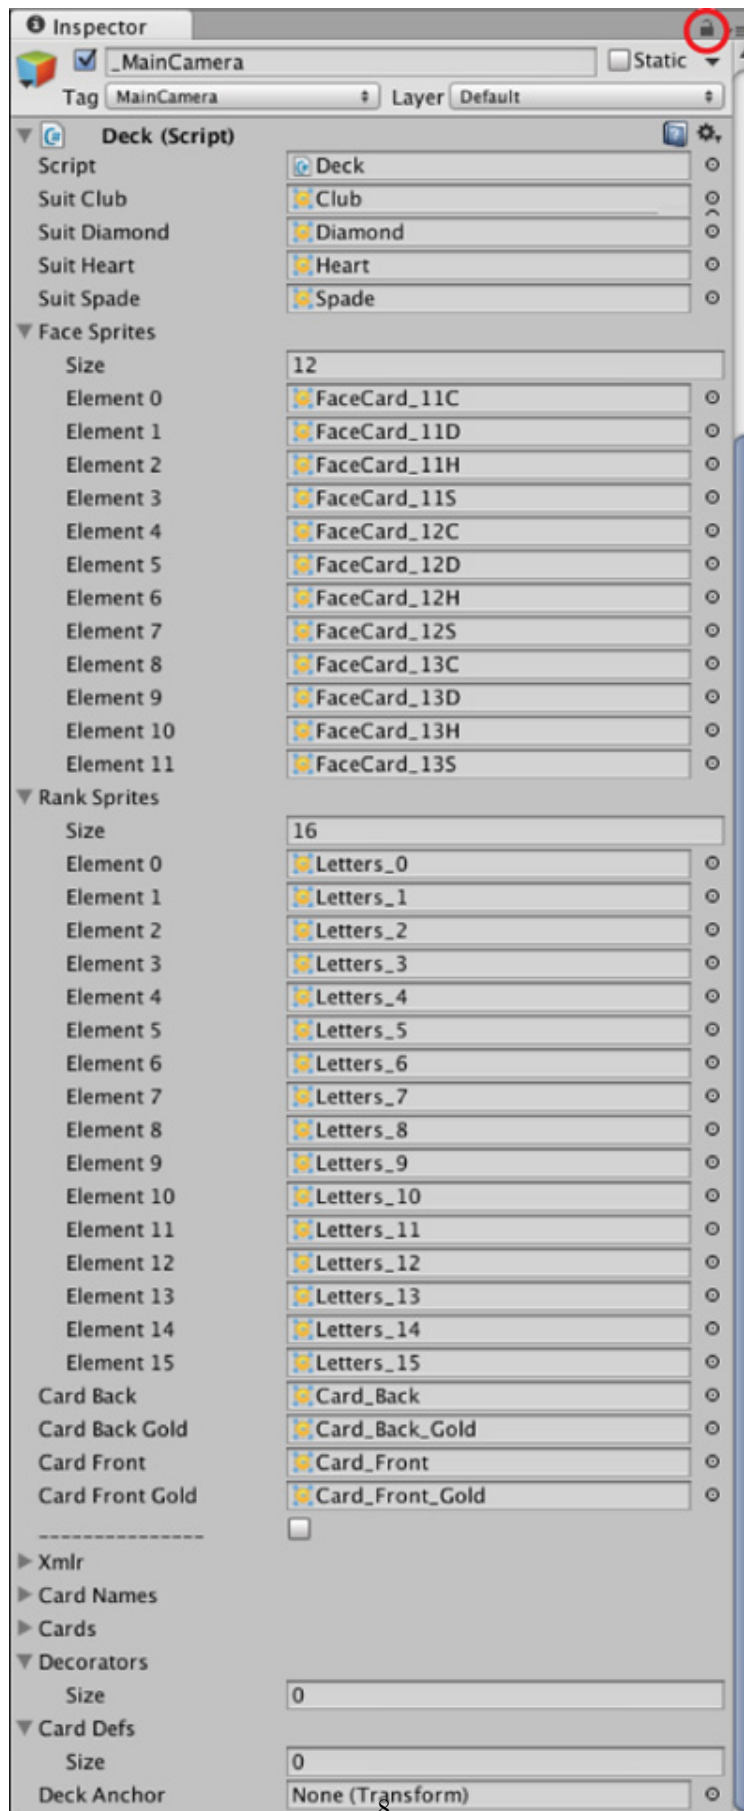 Inspector
_MainCamera Static
Tag MainCamera Layer Default
Deck (Script)
Script Deck
Suit Club Club
Suit Diamond Diamond
Suit Heart Heart
Suit Spade Spade
Face Sprites
Size 12
Element 0 FaceCard_11C
Element 1 FaceCard_11D
Element 2 FaceCard_11H
Element 3 FaceCard_11S
Element 4 FaceCard_12C
Element 5 FaceCard_12D
Element 6 FaceCard_12H
Element 7 FaceCard_12S
Element 8 FaceCard_13C
Element 9 FaceCard_13D
Element 10 FaceCard_13H
Element 11 FaceCard_13S
Rank Sprites
Size 16
Element 0 Letters_0
Element 1 Letters_1
Element 2 Letters_2
Element 3 Letters_3
Element 4 Letters_4
Element 5 Letters_5
Element 6 Letters_6
Element 7 Letters_7
Element 8 Letters_8
Element 9 Letters_9
Element 10 Letters_10
Element 11 Letters_11
Element 12 Letters_12
Element 13 Letters_13
Element 14 Letters_14
Element 15 Letters_15
Card Back Card_Back
Card Back Gold Card_Back_Gold
Card Front Card_Front
Card Front Gold Card_Front_Gold
_______________
Xmlr
Card Names
Cards
Decorators
Size 0
Card Defs
Size 0
Deck Anchor None (Transform)
8